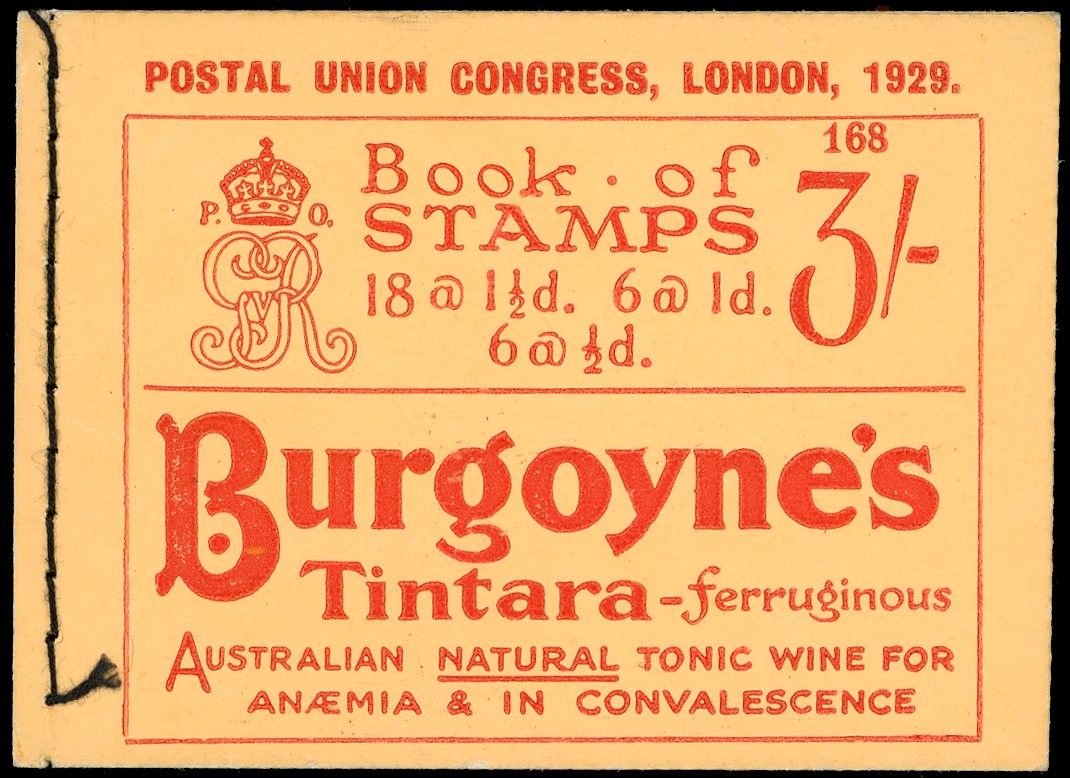 POSTAL UNION CONGRESS, LONDON, 1929.
168
P. O.
GvR
Book · of
STAMPS
3/-
18 @ 1½d. 6 @ 1d.
6 @ ½d.
Burgoyne's
Tintara-ferruginous
AUSTRALIAN NATURAL TONIC WINE FOR
ANÆMIA & IN CONVALESCENCE